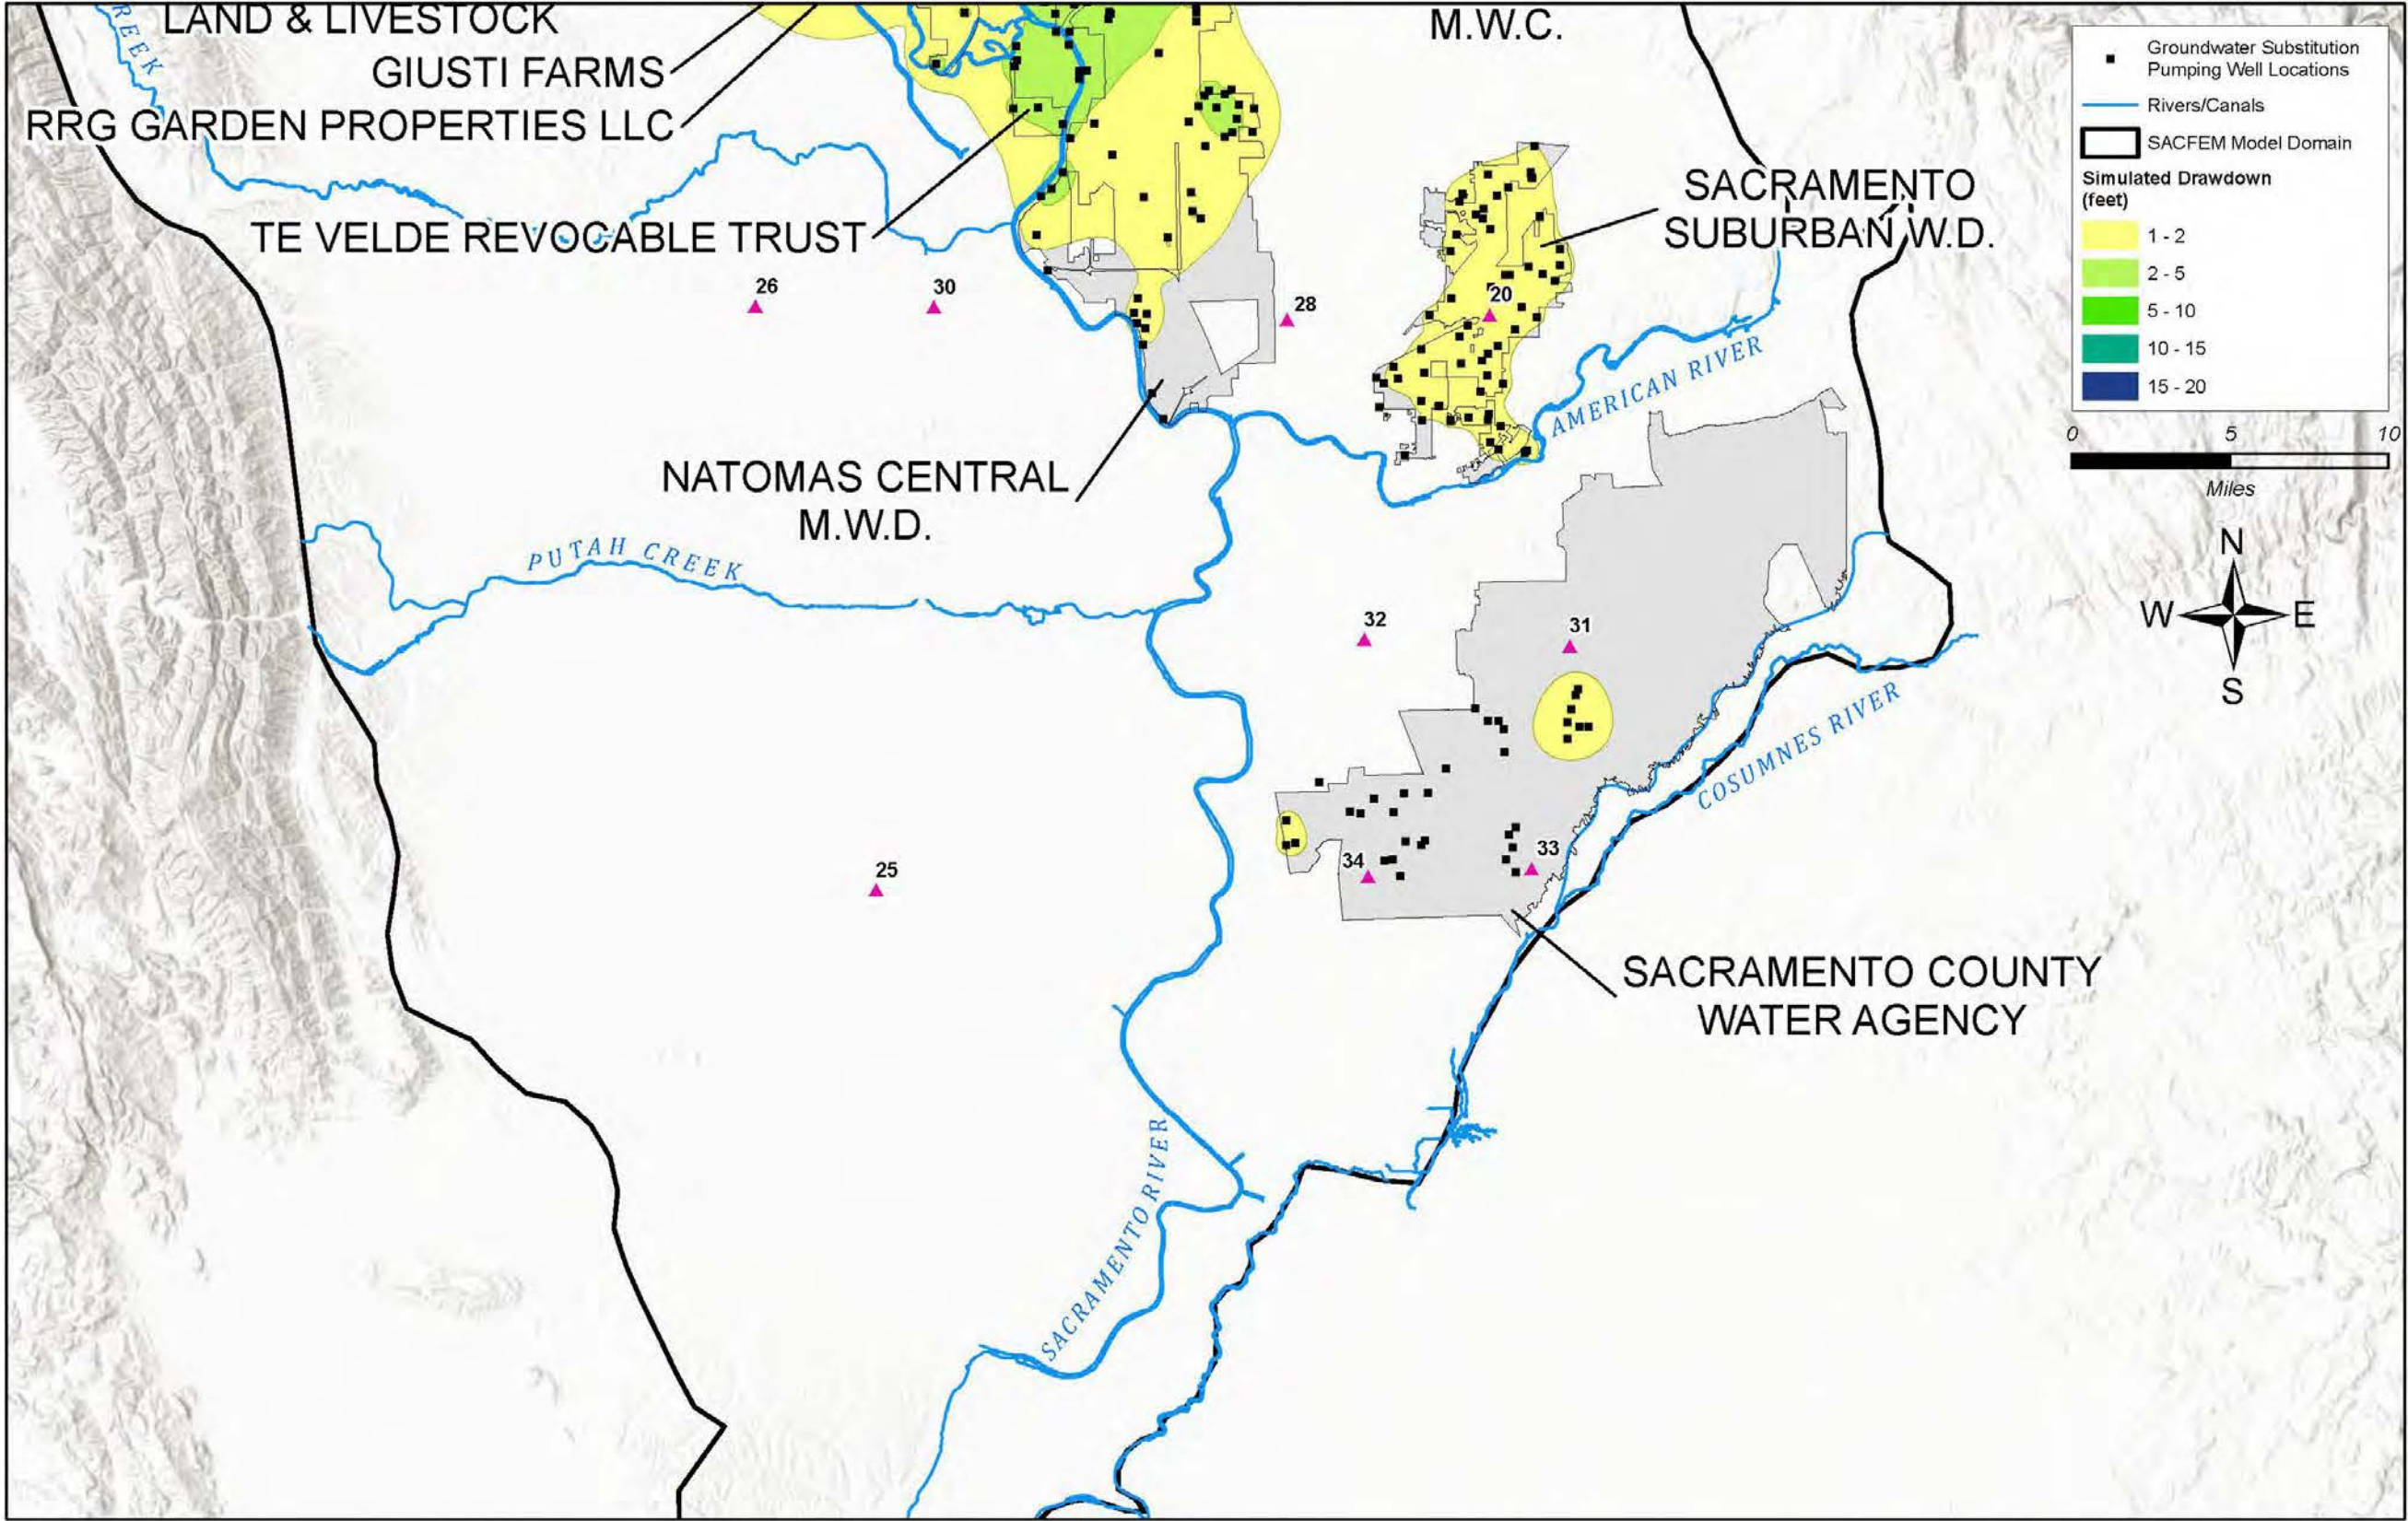 LAND & LIVESTOCK
GIUSTI FARMS
RRG GARDEN PROPERTIES LLC
REEK
TE VELDE REVOCABLE TRUST
M.W.C.
SACRAMENTO
SUBURBAN W.D.
26
30
28
20
AMERICAN RIVER
NATOMAS CENTRAL
M.W.D.
PUTAH CREEK
32
31
COSUMNES RIVER
25
34
33
SACRAMENTO COUNTY
WATER AGENCY
SACRAMENTO RIVER
Groundwater Substitution
Pumping Well Locations
Rivers/Canals
SACFEM Model Domain
Simulated Drawdown
(feet)
1 - 2
2 - 5
5 - 10
10 - 15
15 - 20
0 5 10
Miles
N
W E
S